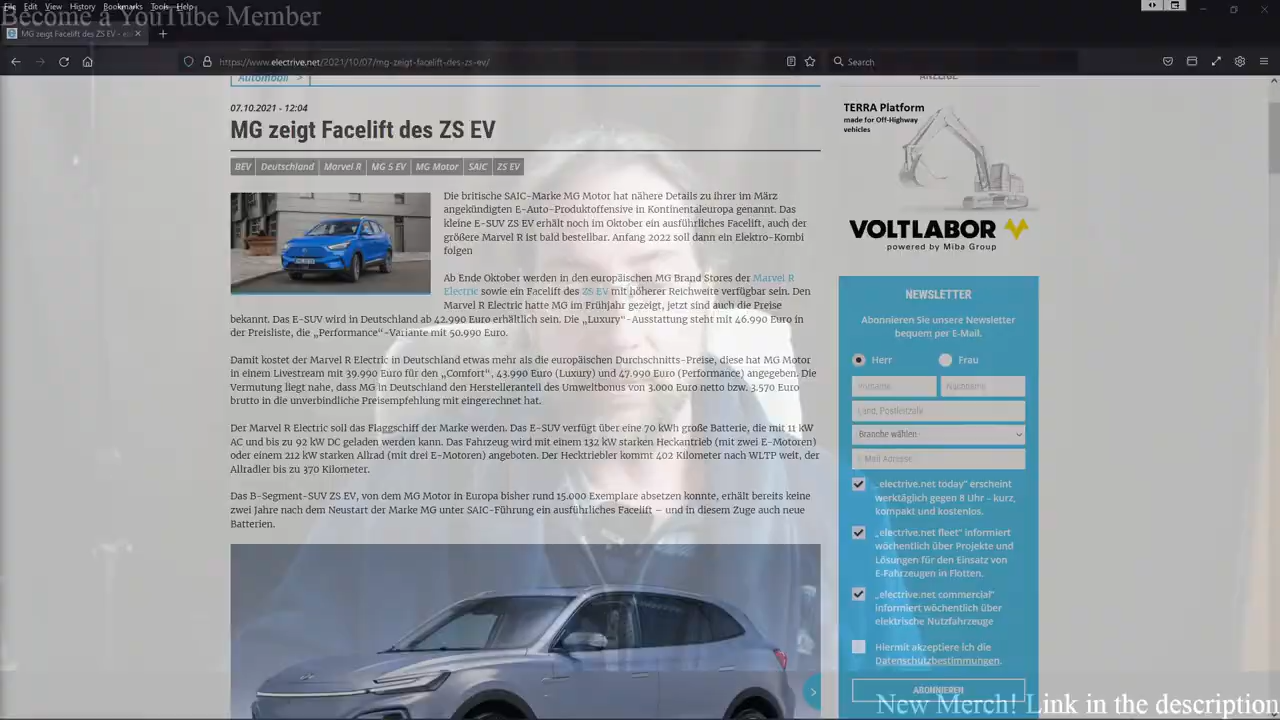 Become a YouTube Member
File Edit View History Bookmarks Tools Help
MG zeigt Facelift des ZS EV -
https://www.electrive.net/2021/10/07/mg-zeigt-facelift-des-zs-ev/
Search
Automobil >
07.10.2021 - 12:04
MG zeigt Facelift des ZS EV
BEV Deutschland Marvel R MG 5 EV MG Motor SAIC ZS EV
Die britische SAIC-Marke MG Motor hat nähere Details zu ihrer im März
angekündigten E-Auto-Produktoffensive in Kontinentaleuropa genannt. Das
kleine E-SUV ZS EV erhält noch im Oktober ein ausführliches Facelift, auch der
größere Marvel R ist bald bestellbar. Anfang 2022 soll dann ein Elektro-Kombi
folgen
Ab Ende Oktober werden in den europäischen MG Brand Stores der Marvel R
Electric sowie ein Facelift des ZS EV mit höherer Reichweite verfügbar sein. Den
Marvel R Electric hatte MG im Frühjahr gezeigt, jetzt sind auch die Preise
bekannt. Das E-SUV wird in Deutschland ab 42.990 Euro erhältlich sein. Die „Luxury“-Ausstattung steht mit 46.990 Euro in
der Preisliste, die „Performance“-Variante mit 50.990 Euro.
Damit kostet der Marvel R Electric in Deutschland etwas mehr als die europäischen Durchschnitts-Preise, diese hat MG Motor
in einem Livestream mit 39.990 Euro für den „Comfort“, 43.990 Euro (Luxury) und 47.990 Euro (Performance) angegeben. Die
Vermutung liegt nahe, dass MG in Deutschland den Herstelleranteil des Umweltbonus von 3.000 Euro netto bzw. 3.570 Euro
brutto in die unverbindliche Preisempfehlung mit eingerechnet hat.
Der Marvel R Electric soll das Flaggschiff der Marke werden. Das E-SUV verfügt über eine 70 kWh große Batterie, die mit 11 kW
AC und bis zu 92 kW DC geladen werden kann. Das Fahrzeug wird mit einem 132 kW starken Heckantrieb (mit zwei E-Motoren)
oder einem 212 kW starken Allrad (mit drei E-Motoren) angeboten. Der Hecktriebler kommt 402 Kilometer nach WLTP weit, der
Allradler bis zu 370 Kilometer.
Das B-Segment-SUV ZS EV, von dem MG Motor in Europa bisher rund 15.000 Exemplare absetzen konnte, erhält bereits keine
zwei Jahre nach dem Neustart der Marke MG unter SAIC-Führung ein ausführliches Facelift – und in diesem Zuge auch neue
Batterien.
ANZEIGE
TERRA Platform
made for Off-Highway
vehicles
VOLTLABOR
powered by Miba Group
NEWSLETTER
Abonnieren Sie unsere Newsletter
bequem per E-Mail.
Herr Frau
Vorname Nachname
Land, Postleitzahl
Branche wählen
E-Mail Adresse
„electrive.net today“ erscheint
werktäglich gegen 8 Uhr – kurz,
kompakt und kostenlos.
„electrive.net fleet“ informiert
wöchentlich über Projekte und
Lösungen für den Einsatz von
E-Fahrzeugen in Flotten.
„electrive.net commercial“
informiert wöchentlich über
elektrische Nutzfahrzeuge
Hiermit akzeptiere ich die
Datenschutzbestimmungen.
ABONNIEREN
New Merch! Link in the description